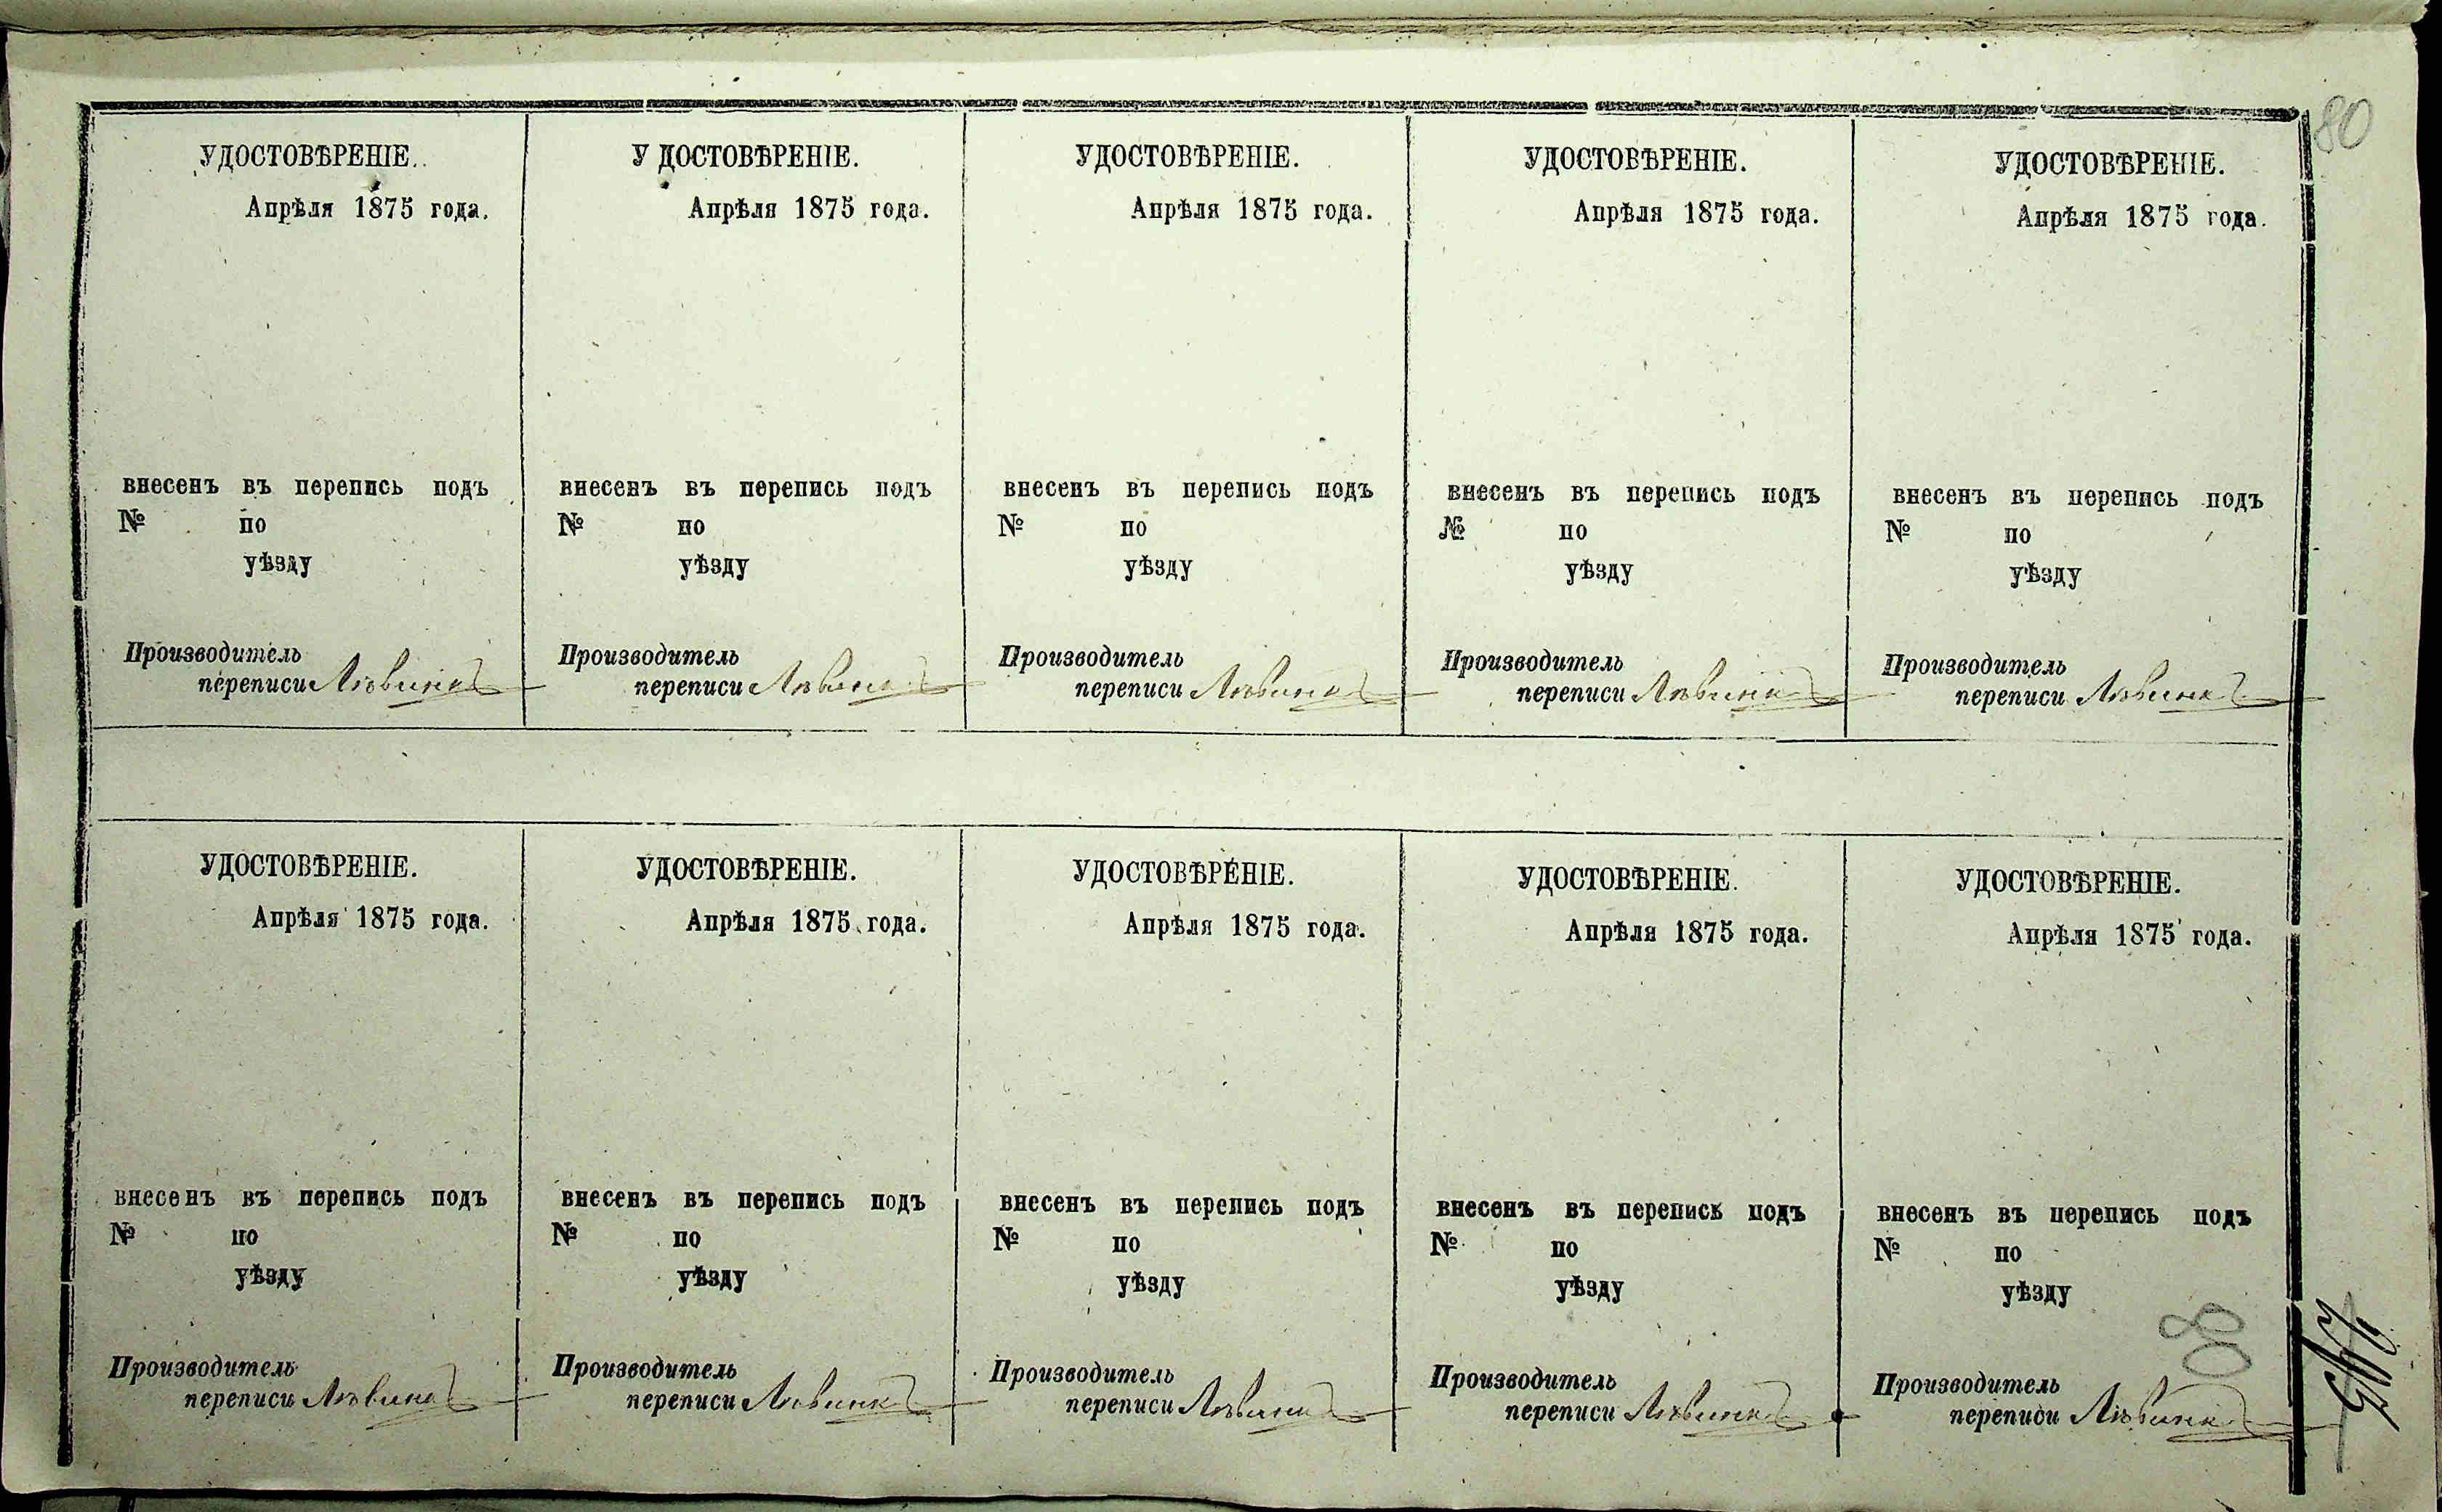 80
УДОСТОВѢРЕНІЕ.
Апрѣля 1875 года.
внесенъ въ перепись подъ
№ по
уѣзду
Производитель
переписи
У ДОСТОВѢРЕНІЕ.
Апрѣля 1875 года.
внесенъ въ перепись подъ
№ по
уѣзду
Производитель
переписи
УДОСТОВѢРЕНІЕ.
Апрѣля 1875 года.
внесенъ въ перепись подъ
№ по
уѣзду
Производитель
переписи
УДОСТОВѢРЕНІЕ.
Апрѣля 1875 года.
внесенъ въ перепись подъ
№ по
уѣзду
Производитель
переписи
УДОСТОВѢРЕНІЕ.
Апрѣля 1875 года.
внесенъ въ перепись подъ
№ по
уѣзду
Производитель
переписи
УДОСТОВѢРЕНІЕ.
Апрѣля 1875 года.
внесенъ въ перепись подъ
№ по
уѣзду
Производитель
переписи
УДОСТОВѢРЕНІЕ.
Апрѣля 1875 года.
внесенъ въ перепись подъ
№ по
уѣзду
Производитель
переписи
УДОСТОВѢРЕНІЕ.
Апрѣля 1875 года.
внесенъ въ перепись подъ
№ по
уѣзду
Производитель
переписи
УДОСТОВѢРЕНІЕ.
Апрѣля 1875 года.
внесенъ въ перепись подъ
№ по
уѣзду
Производитель
переписи
УДОСТОВѢРЕНІЕ.
Апрѣля 1875 года.
внесенъ въ перепись подъ
№ по
уѣзду
Производитель
переписи
80